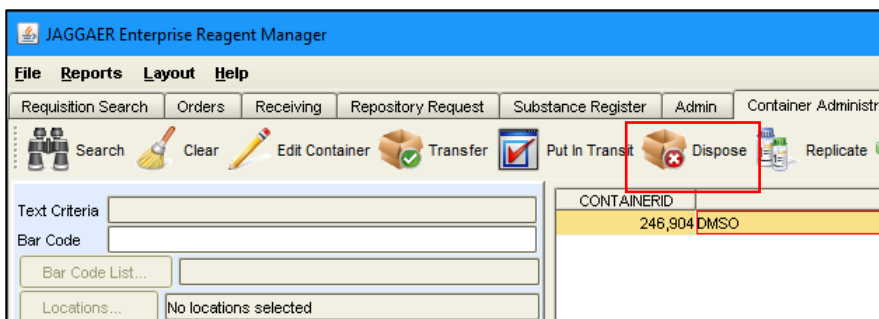 JAGGAER Enterprise Reagent Manager
File Reports Layout Help
Requisition Search Orders Receiving Repository Request Substance Register Admin Container Administr
Search Clear Edit Container Transfer Put In Transit Dispose Replicate
Text Criteria
Bar Code
Bar Code List...
Locations... No locations selected
CONTAINERID
246,904 DMSO